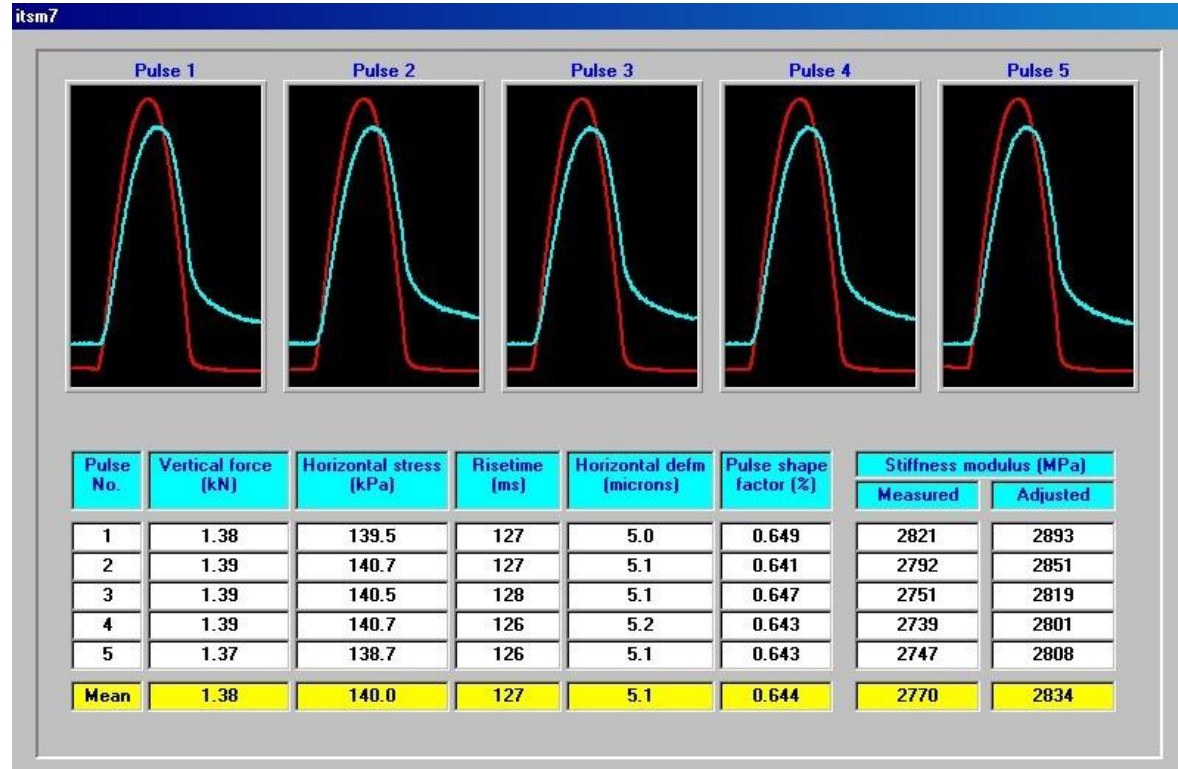 itsm7
Pulse 1 Pulse 2 Pulse 3 Pulse 4 Pulse 5
Pulse No. Vertical force (kN) Horizontal stress (kPa) Risetime (ms) Horizontal defm (microns) Pulse shape factor (%) Stiffness modulus (MPa)
Measured Adjusted
1 1.38 139.5 127 5.0 0.649 2821 2893
2 1.39 140.7 127 5.1 0.641 2792 2851
3 1.39 140.5 128 5.1 0.647 2751 2819
4 1.39 140.7 126 5.2 0.643 2739 2801
5 1.37 138.7 126 5.1 0.643 2747 2808
Mean 1.38 140.0 127 5.1 0.644 2770 2834